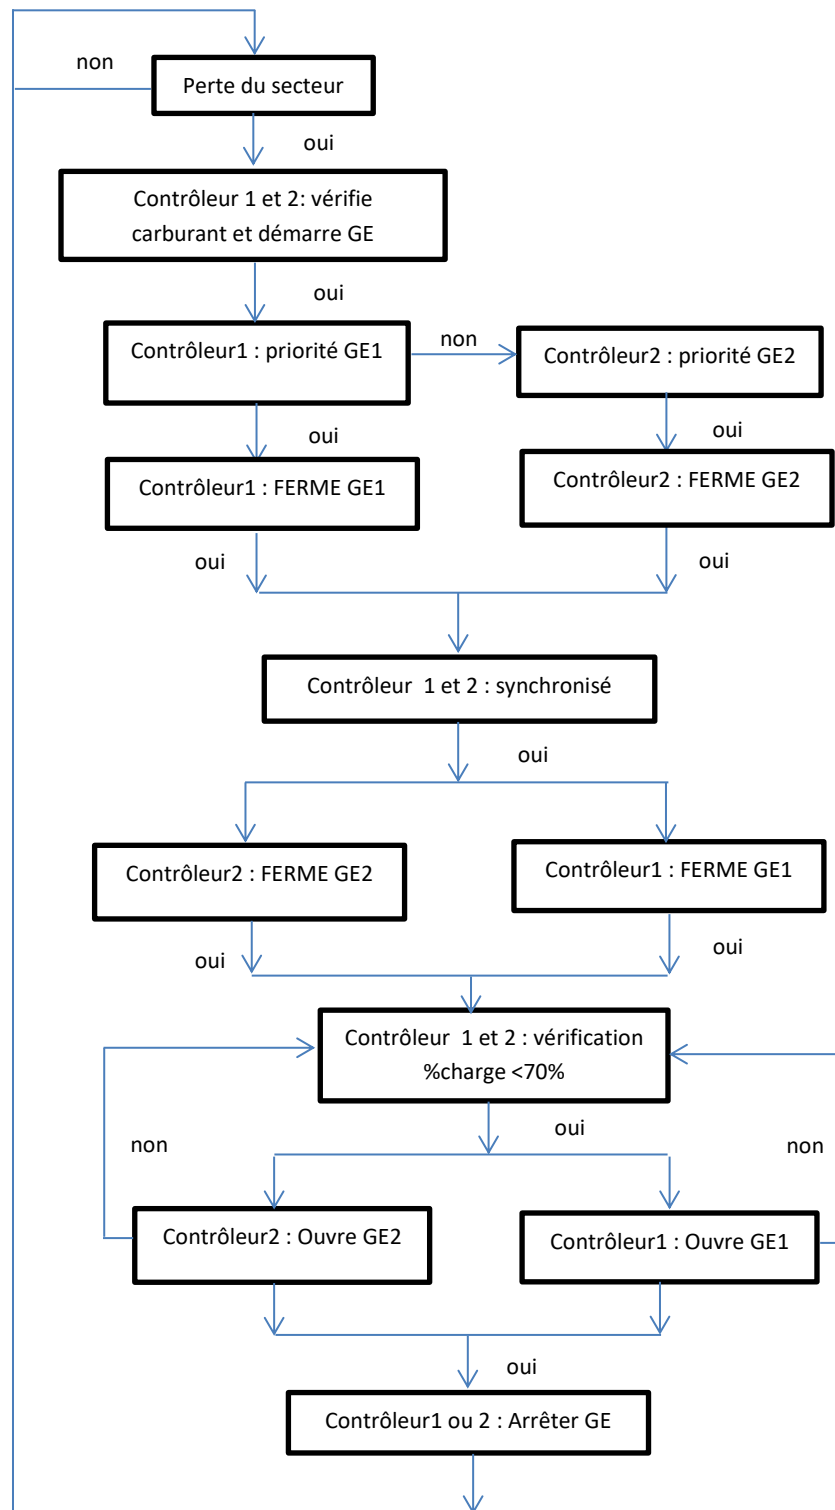 non
Perte du secteur
oui
Contrôleur 1 et 2: vérifie
carburant et démarre GE
oui
Contrôleur1 : priorité GE1
non
Contrôleur2 : priorité GE2
oui
oui
Contrôleur1 : FERME GE1
Contrôleur2 : FERME GE2
oui
oui
Contrôleur 1 et 2 : synchronisé
oui
Contrôleur2 : FERME GE2
Contrôleur1 : FERME GE1
oui
oui
Contrôleur 1 et 2 : vérification
%charge <70%
oui
non
non
Contrôleur2 : Ouvre GE2
Contrôleur1 : Ouvre GE1
oui
Contrôleur1 ou 2 : Arrêter GE